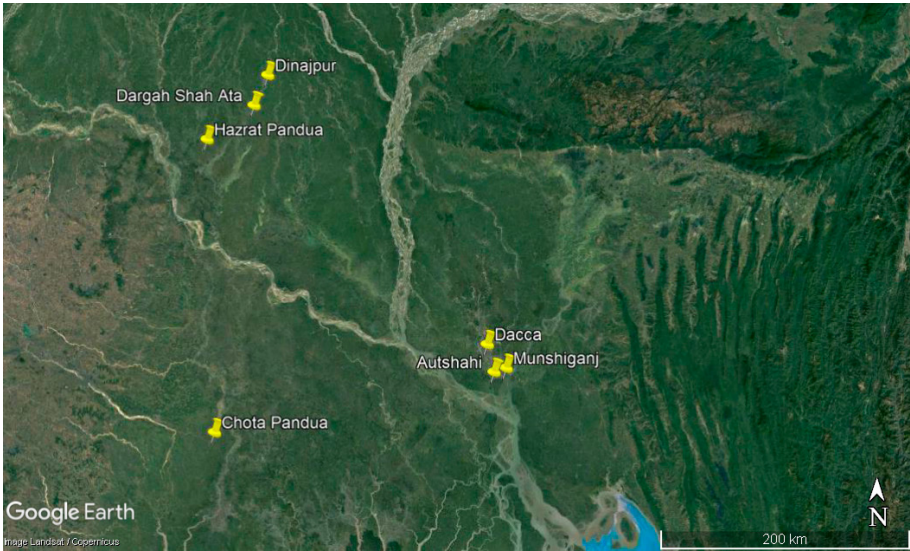 Dinajpur
Dargah Shah Ata
Hazrat Pandua
Dacca
Autshahi
Munshiganj
Chota Pandua
Google Earth
N
Image Landsat / Copernicus
200 km